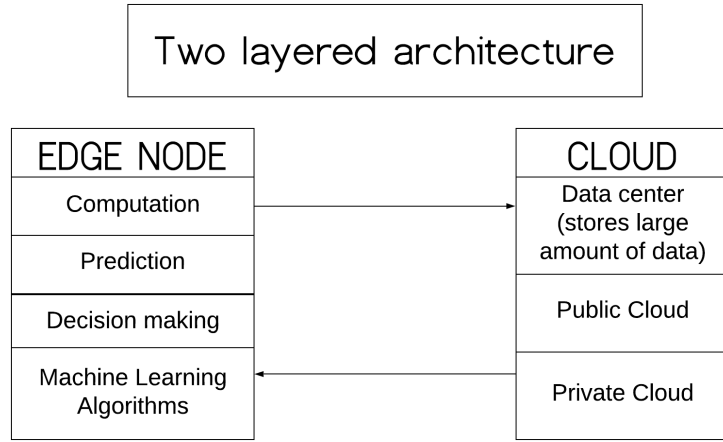 Two layered architecture
EDGE NODE
Computation
Prediction
Decision making
Machine Learning
Algorithms
CLOUD
Data center
(stores large
amount of data)
Public Cloud
Private Cloud